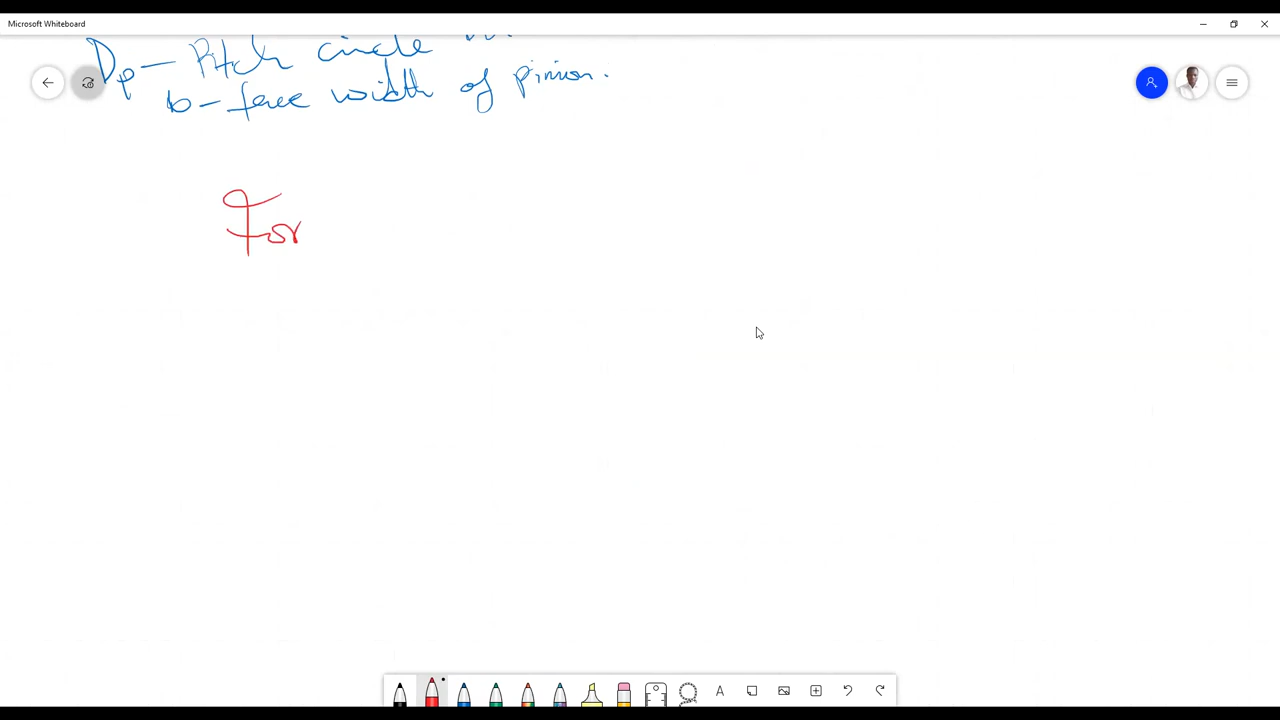 Microsoft Whiteboard
Dp – Pitch circle
b – face width of pinion.
For
A